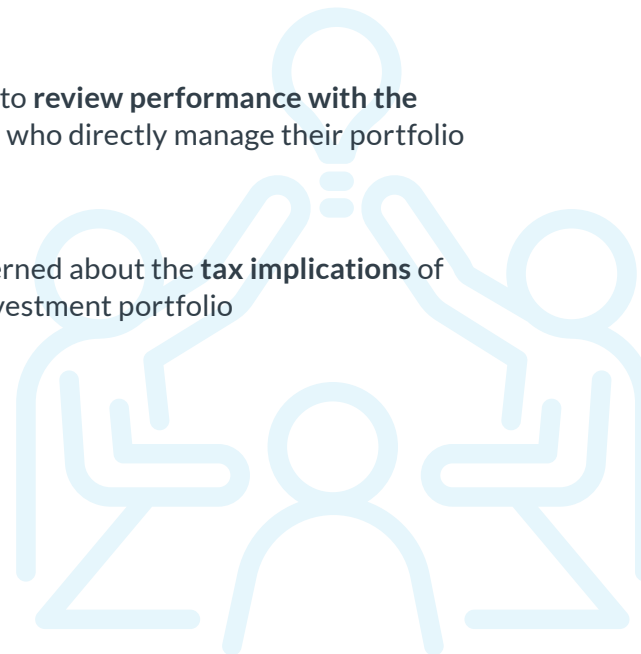 to review performance with the
who directly manage their portfolio
erned about the tax implications of
vestment portfolio